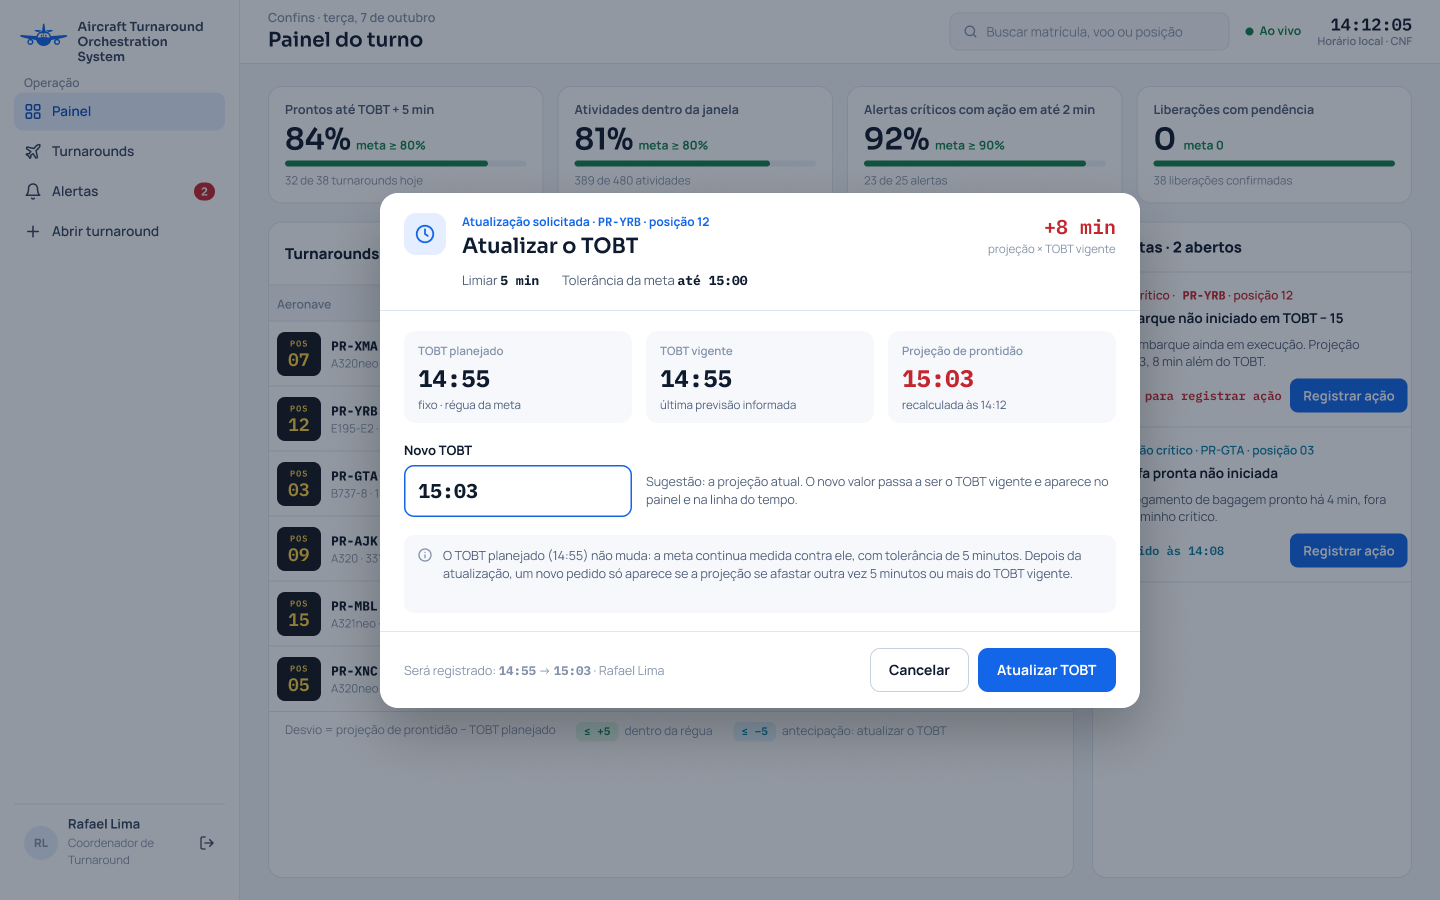 Aircraft Turnaround
Orchestration
System
Operação
Painel
Turnarounds
Alertas
2
Abrir turnaround
RL
Rafael Lima
Coordenador de
Turnaround
Confins · terça, 7 de outubro
Painel do turno
Buscar matrícula, voo ou posição
Ao vivo
14:12:05
Horário local · CNF
Prontos até TOBT + 5 min
84% meta ≥ 80%
32 de 38 turnarounds hoje
Atividades dentro da janela
81% meta ≥ 80%
389 de 480 atividades
Alertas críticos com ação em até 2 min
92% meta ≥ 90%
23 de 25 alertas
Liberações com pendência
0 meta 0
38 liberações confirmadas
Turnarounds
Aeronave
POS
07
PR-XMA
A320neo
POS
12
PR-YRB
E195-E2 ·
POS
03
PR-GTA
B737-8 · 1
POS
09
PR-AJK
A320 · 33
POS
15
PR-MBL
A321neo ·
POS
05
PR-XNC
A320neo
Desvio = projeção de prontidão − TOBT planejado
≤ +5 dentro da régua
≤ −5 antecipação: atualizar o TOBT
tas · 2 abertos
rítico · PR-YRB · posição 12
arque não iniciado em TOBT − 15
mbarque ainda em execução. Projeção
3, 8 min além do TOBT.
para registrar ação
Registrar ação
ão crítico · PR-GTA · posição 03
fa pronta não iniciada
egamento de bagagem pronto há 4 min, fora
minho crítico.
ido às 14:08
Registrar ação
Atualização solicitada · PR-YRB · posição 12
Atualizar o TOBT
+8 min
projeção × TOBT vigente
Limiar 5 min
Tolerância da meta até 15:00
TOBT planejado
14:55
fixo · régua da meta
TOBT vigente
14:55
última previsão informada
Projeção de prontidão
15:03
recalculada às 14:12
Novo TOBT
15:03
Sugestão: a projeção atual. O novo valor passa a ser o TOBT vigente e aparece no
painel e na linha do tempo.
O TOBT planejado (14:55) não muda: a meta continua medida contra ele, com tolerância de 5 minutos. Depois da
atualização, um novo pedido só aparece se a projeção se afastar outra vez 5 minutos ou mais do TOBT vigente.
Será registrado: 14:55 → 15:03 · Rafael Lima
Cancelar
Atualizar TOBT